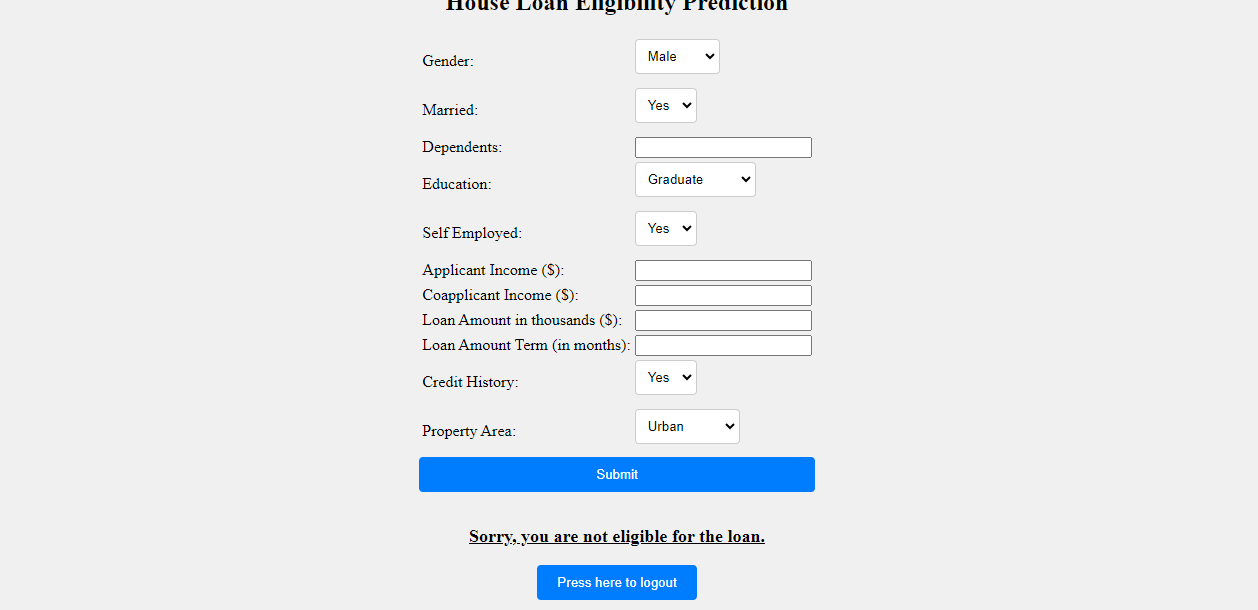 House Loan Eligibility Prediction
Gender: Male
Married: Yes
Dependents:
Education: Graduate
Self Employed: Yes
Applicant Income ($):
Coapplicant Income ($):
Loan Amount in thousands ($):
Loan Amount Term (in months):
Credit History: Yes
Property Area: Urban
Submit
Sorry, you are not eligible for the loan.
Press here to logout